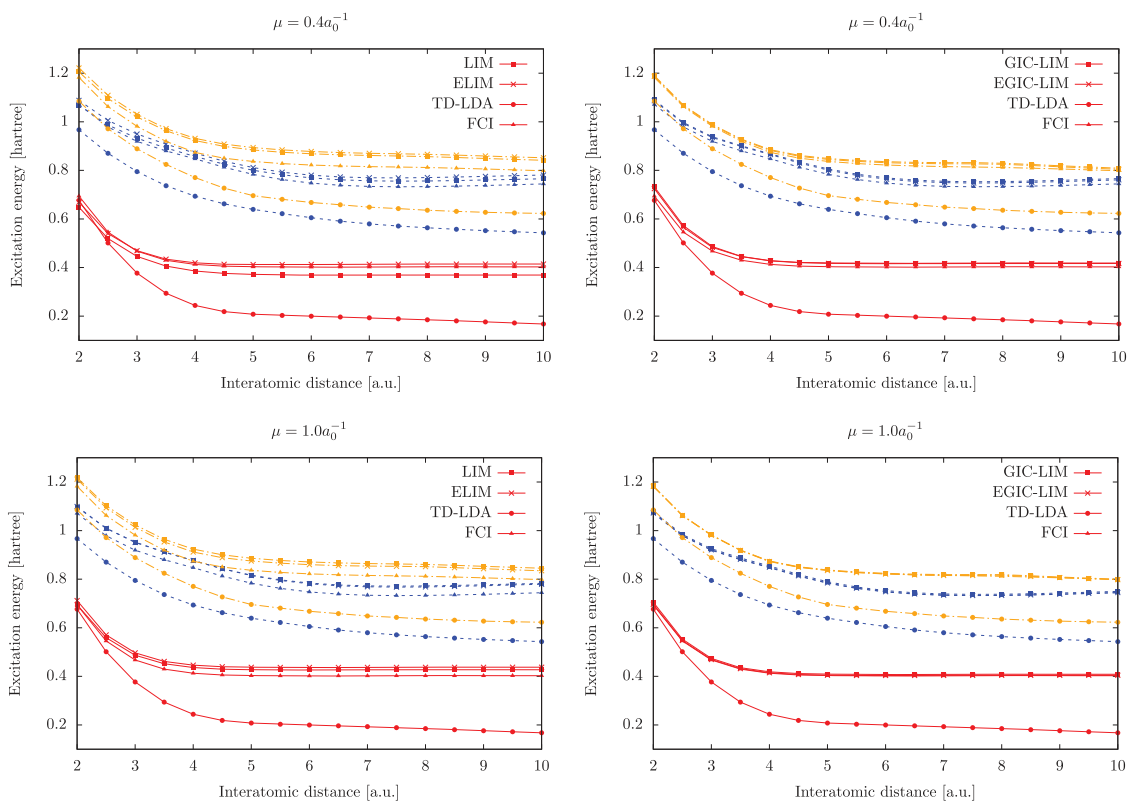 μ = 0.4a₀⁻¹
Excitation energy [hartree]
1.2
1
0.8
0.6
0.4
0.2
LIM
ELIM
TD-LDA
FCI
2 3 4 5 6 7 8 9 10
Interatomic distance [a.u.]
μ = 0.4a₀⁻¹
Excitation energy [hartree]
1.2
1
0.8
0.6
0.4
0.2
GIC-LIM
EGIC-LIM
TD-LDA
FCI
2 3 4 5 6 7 8 9 10
Interatomic distance [a.u.]
μ = 1.0a₀⁻¹
Excitation energy [hartree]
1.2
1
0.8
0.6
0.4
0.2
LIM
ELIM
TD-LDA
FCI
2 3 4 5 6 7 8 9 10
Interatomic distance [a.u.]
μ = 1.0a₀⁻¹
Excitation energy [hartree]
1.2
1
0.8
0.6
0.4
0.2
GIC-LIM
EGIC-LIM
TD-LDA
FCI
2 3 4 5 6 7 8 9 10
Interatomic distance [a.u.]